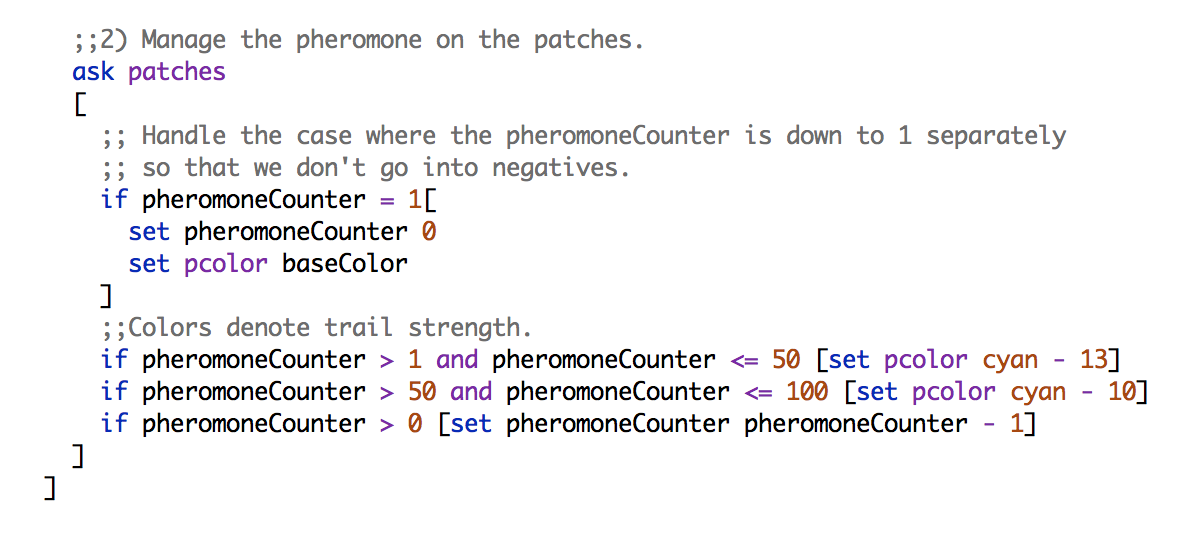 ;;2) Manage the pheromone on the patches.
ask patches
[
;; Handle the case where the pheromoneCounter is down to 1 separately
;; so that we don't go into negatives.
if pheromoneCounter = 1[
set pheromoneCounter 0
set pcolor baseColor
]
;;Colors denote trail strength.
if pheromoneCounter > 1 and pheromoneCounter <= 50 [set pcolor cyan - 13]
if pheromoneCounter > 50 and pheromoneCounter <= 100 [set pcolor cyan - 10]
if pheromoneCounter > 0 [set pheromoneCounter pheromoneCounter - 1]
]
]